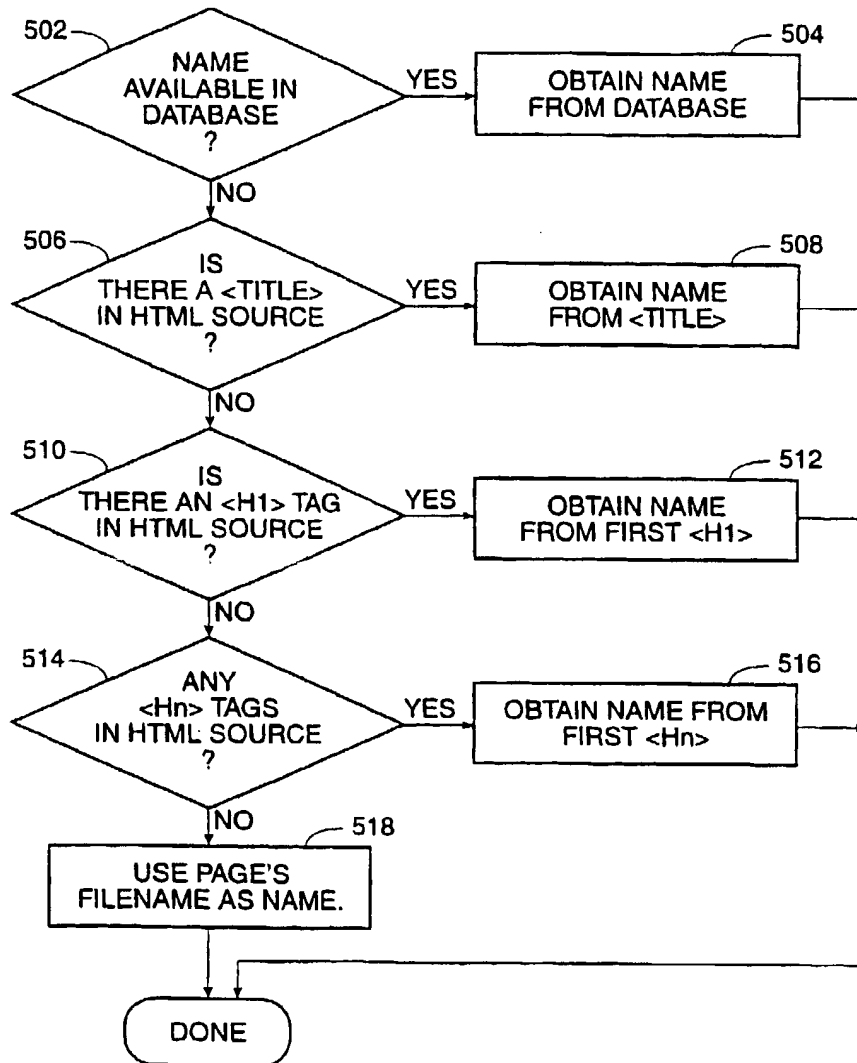 502
NAME
AVAILABLE IN
DATABASE
?
YES
504
OBTAIN NAME
FROM DATABASE
NO
506
IS
THERE A <TITLE>
IN HTML SOURCE
?
YES
508
OBTAIN NAME
FROM <TITLE>
NO
510
IS
THERE AN <H1> TAG
IN HTML SOURCE
?
YES
512
OBTAIN NAME
FROM FIRST <H1>
NO
514
ANY
<Hn> TAGS
IN HTML SOURCE
?
YES
516
OBTAIN NAME FROM
FIRST <Hn>
NO
518
USE PAGE'S
FILENAME AS NAME.
DONE